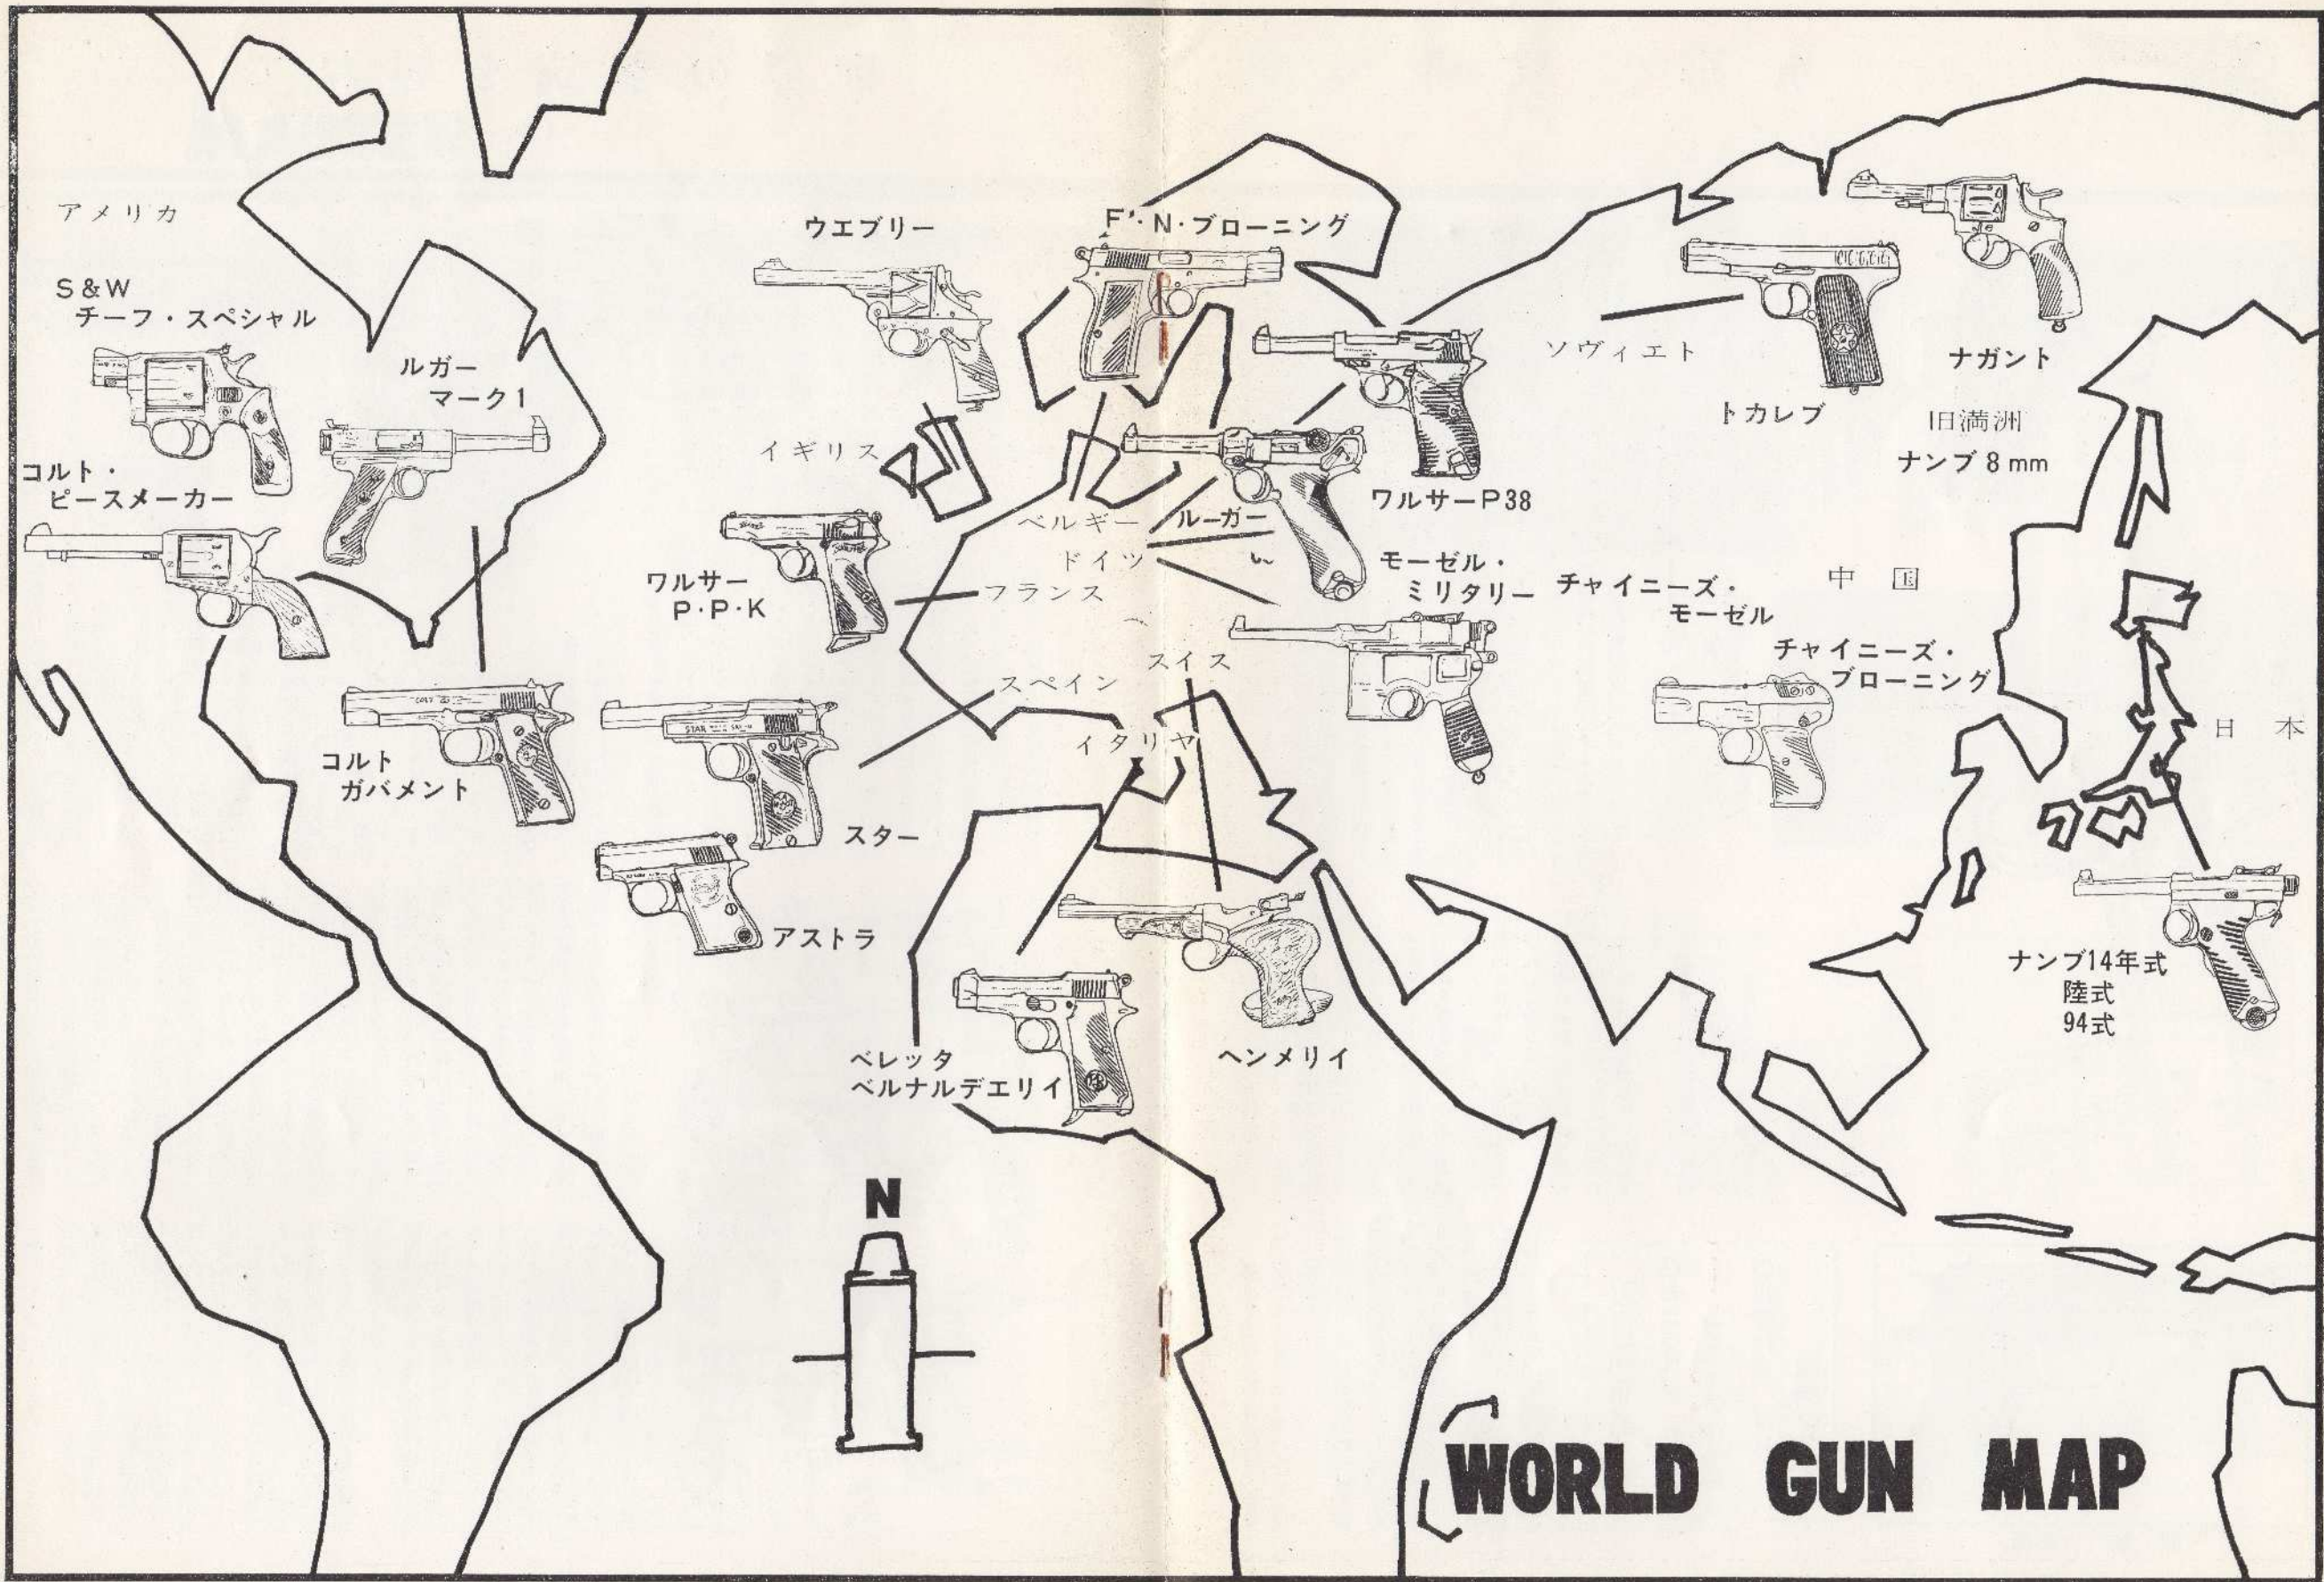 アメリカ
S&W
チーフ・スペシャル
ルガー
マーク1
コルト・
ピースメーカー
コルト
ガバメント
ウエブリー
F・N・ブローニング
イギリス
ベルギー
ルーガー
ドイツ
ワルサーP38
ワルサー
P・P・K
フランス
モーゼル・
ミリタリー
スペイン
スイス
イタリヤ
スター
アストラ
ベレッタ
ベルナルデエリイ
ヘンメリイ
ソヴィエト
トカレブ
ナガント
旧満洲
ナンブ 8 mm
チャイニーズ・
モーゼル
中国
チャイニーズ・
ブローニング
日本
ナンブ14年式
陸式
94式
N
WORLD GUN MAP